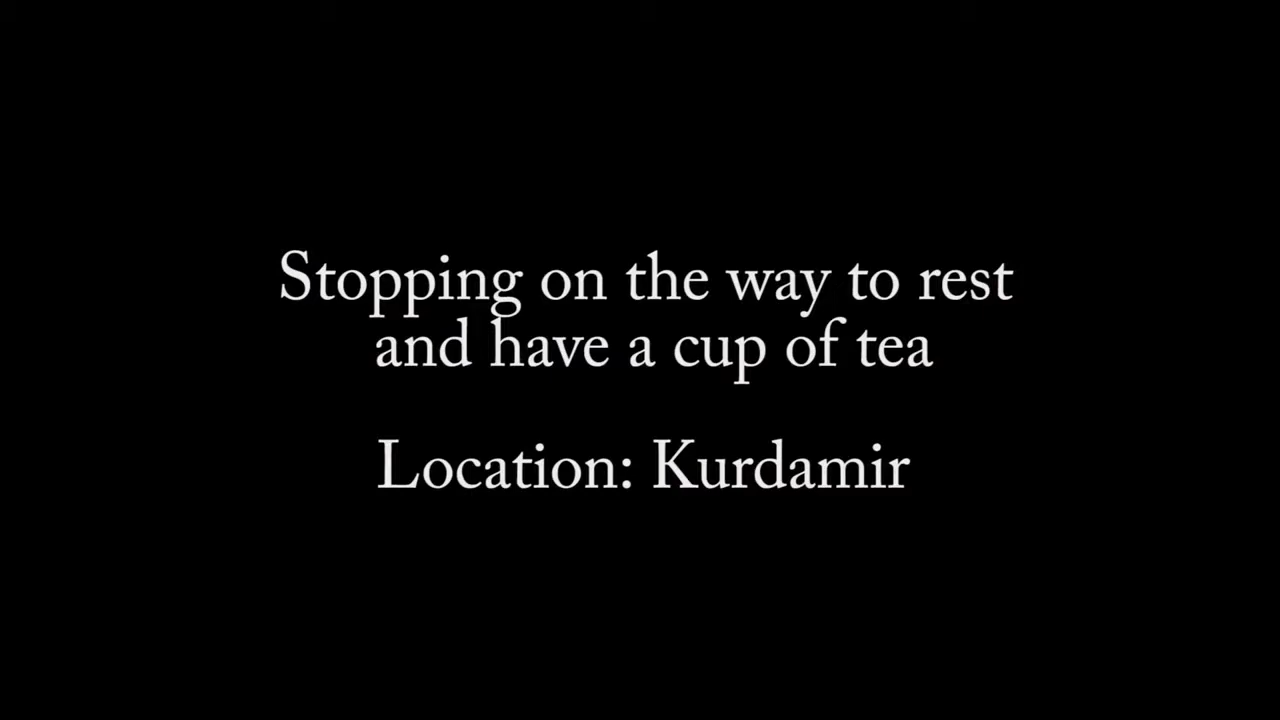 Stopping on the way to rest
and have a cup of tea
Location: Kurdamir